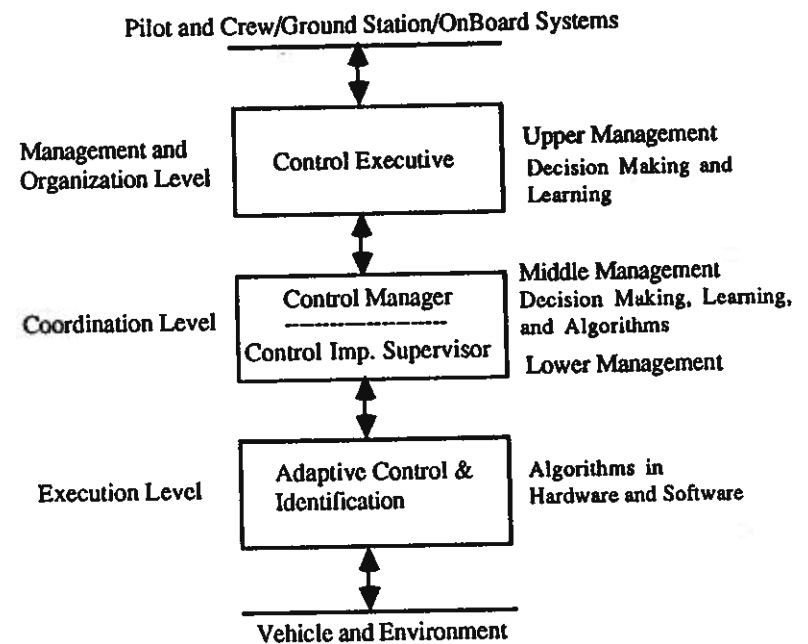 Pilot and Crew/Ground Station/OnBoard Systems
Management and
Organization Level
Control Executive
Upper Management
Decision Making and
Learning
Coordination Level
Control Manager
Control Imp. Supervisor
Middle Management
Decision Making, Learning,
and Algorithms
Lower Management
Execution Level
Adaptive Control &
Identification
Algorithms in
Hardware and Software
Vehicle and Environment